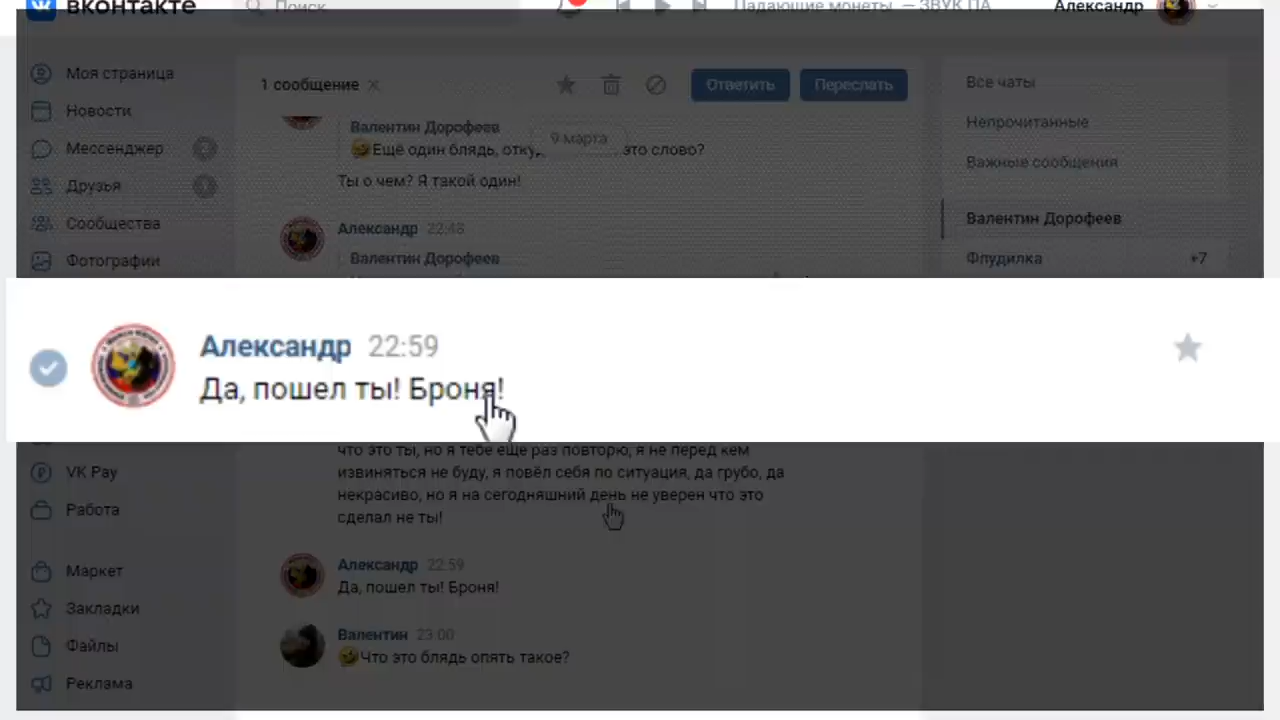 вконтакте
Поиск
Падающие монеты — ЗВУК ПА
Александр
Моя страница
Новости
Мессенджер
Друзья
Сообщества
Фотографии
1 сообщение
Ответить
Переслать
Валентин Дорофеев
9 марта
🤣Ещё один блядь, отку это слово?
Ты о чем? Я такой один!
Александр 22:48
Валентин Дорофеев
Все чаты
Непрочитанные
Важные сообщения
Валентин Дорофеев
Флудилка +7
Александр 22:59
Да, пошел ты! Броня!
VK Pay
Работа
Маркет
Закладки
Файлы
Реклама
что это ты, но я тебе еще раз повторю, я не перед кем
извиняться не буду, я повёл себя по ситуация, да грубо, да
некрасиво, но я на сегодняшний день не уверен что это
сделал не ты!
Александр 22:59
Да, пошел ты! Броня!
Валентин 23:00
🤣Что это блядь опять такое?